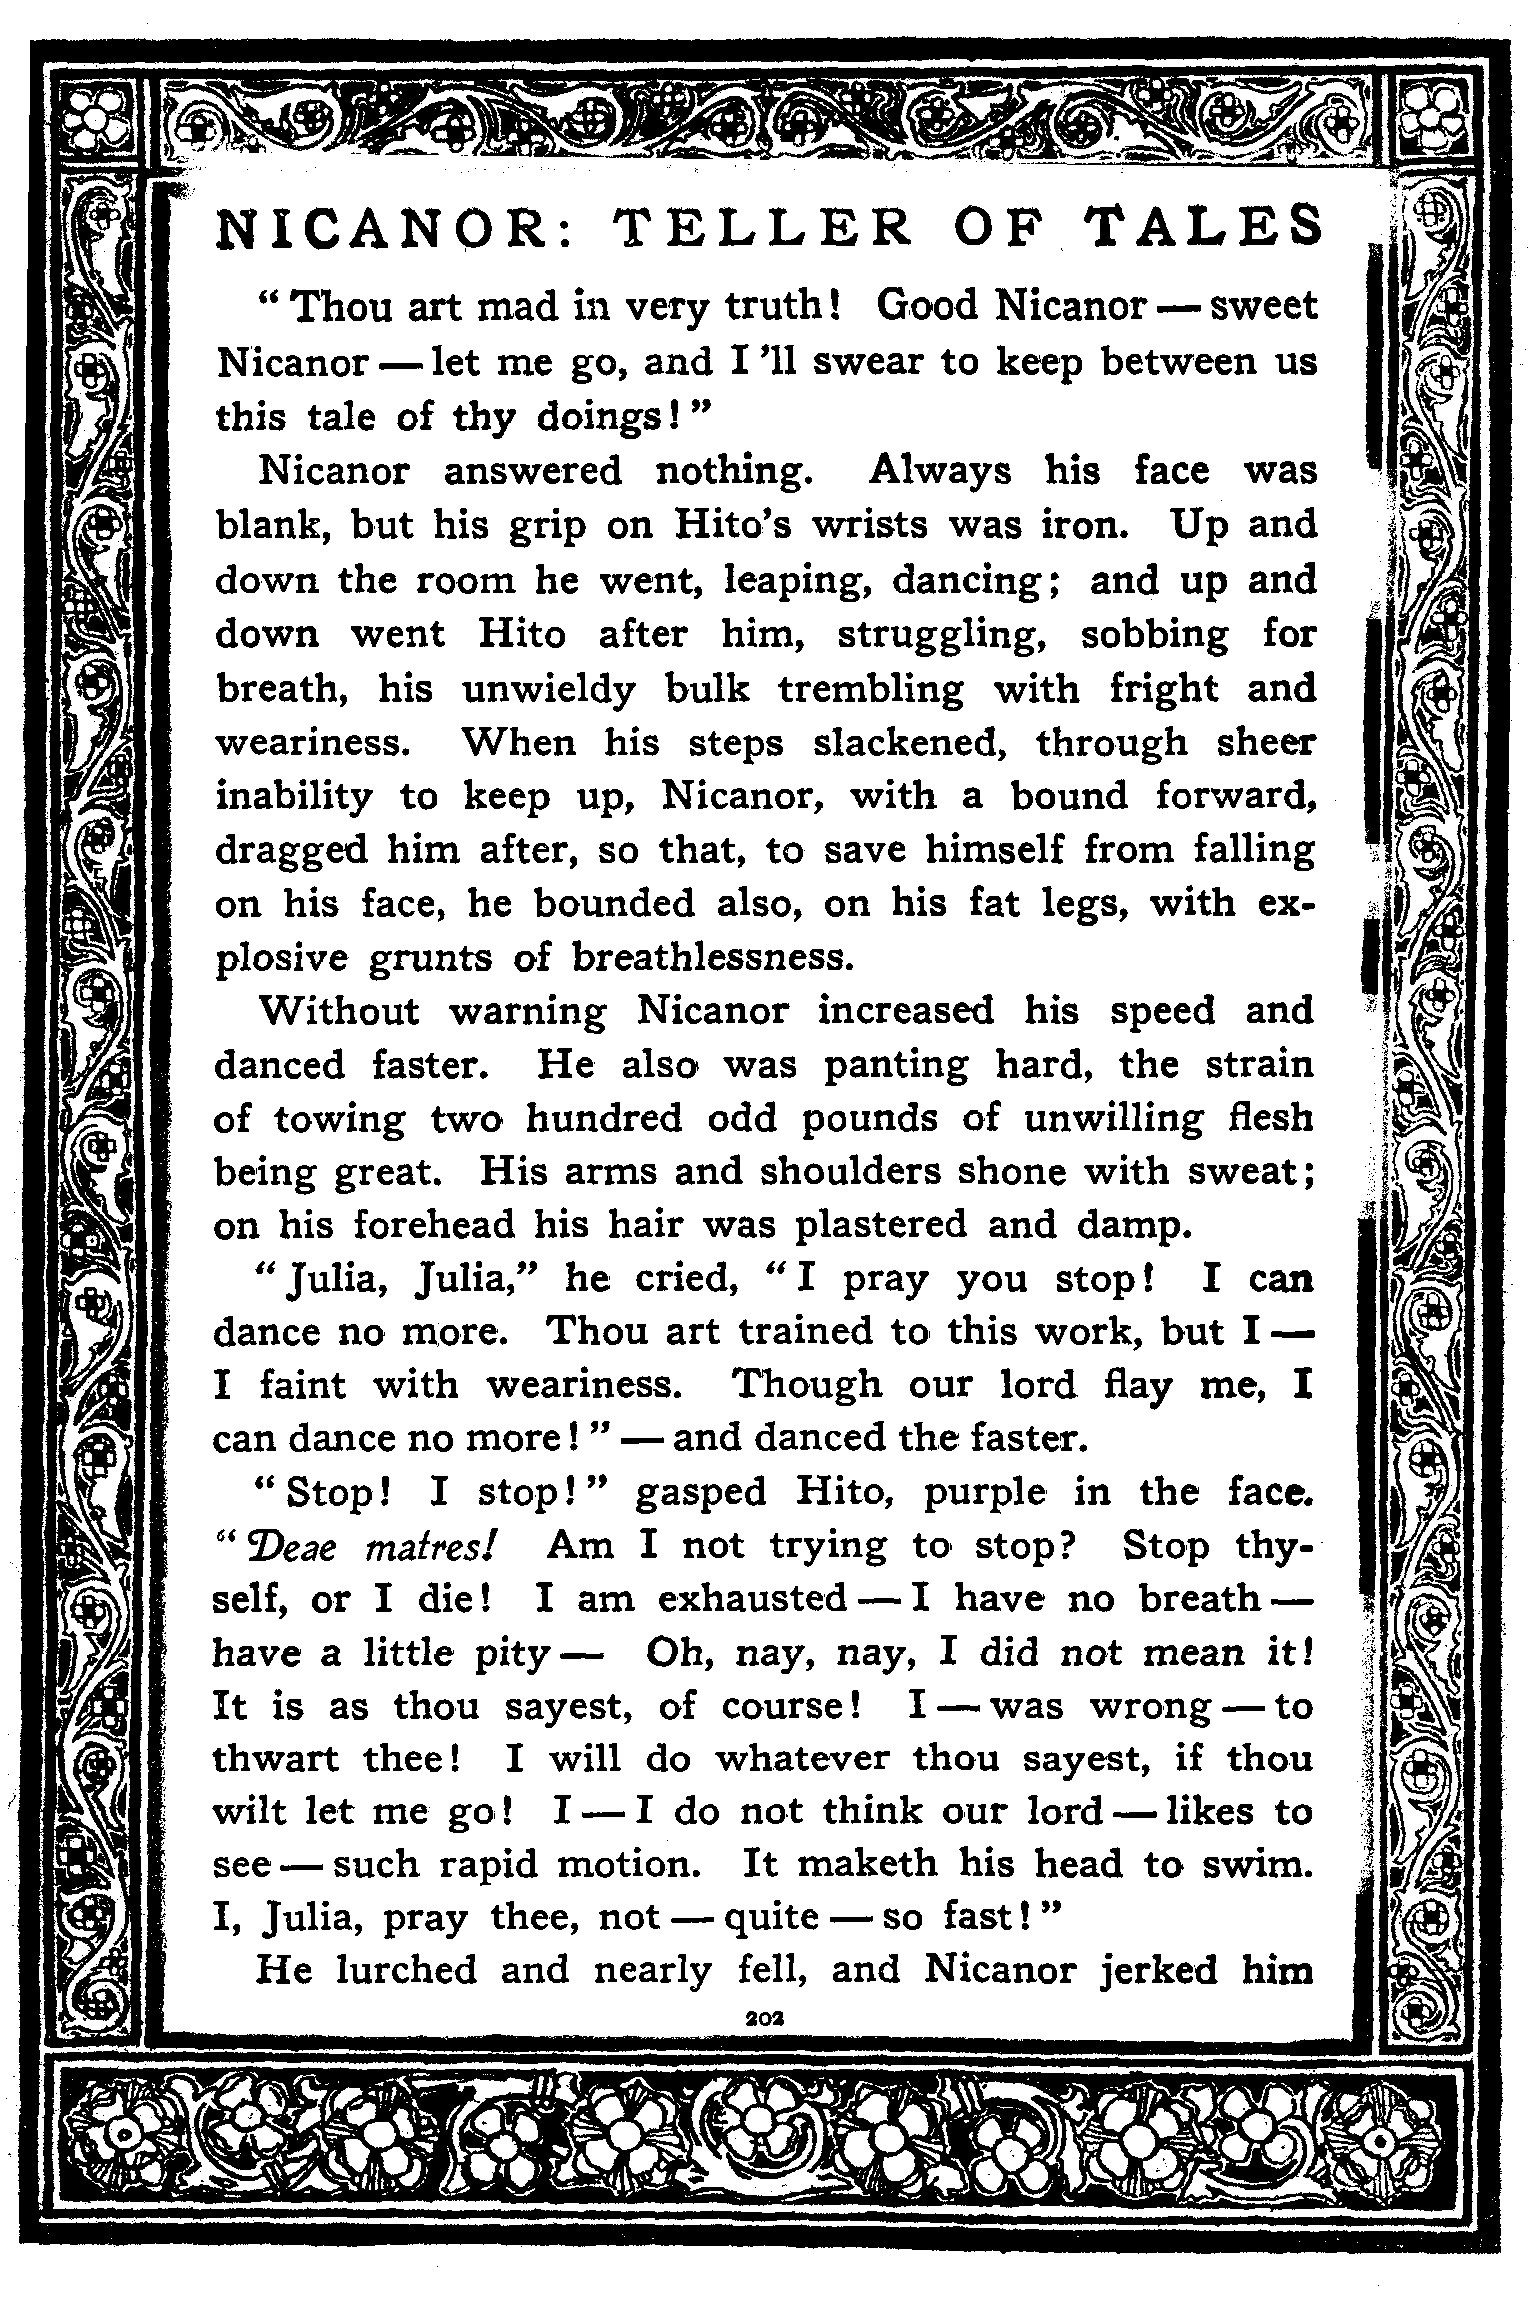 NICANOR: TELLER OF TALES
“Thou art mad in very truth! Good Nicanor — sweet
Nicanor — let me go, and I ’ll swear to keep between us
this tale of thy doings!”
Nicanor answered nothing. Always his face was
blank, but his grip on Hito’s wrists was iron. Up and
down the room he went, leaping, dancing; and up and
down went Hito after him, struggling, sobbing for
breath, his unwieldy bulk trembling with fright and
weariness. When his steps slackened, through sheer
inability to keep up, Nicanor, with a bound forward,
dragged him after, so that, to save himself from falling
on his face, he bounded also, on his fat legs, with ex-
plosive grunts of breathlessness.
Without warning Nicanor increased his speed and
danced faster. He also was panting hard, the strain
of towing two hundred odd pounds of unwilling flesh
being great. His arms and shoulders shone with sweat;
on his forehead his hair was plastered and damp.
“Julia, Julia,” he cried, “I pray you stop! I can
dance no more. Thou art trained to this work, but I —
I faint with weariness. Though our lord flay me, I
can dance no more!” — and danced the faster.
“Stop! I stop!” gasped Hito, purple in the face.
“Deae matres! Am I not trying to stop? Stop thy-
self, or I die! I am exhausted — I have no breath —
have a little pity — Oh, nay, nay, I did not mean it!
It is as thou sayest, of course! I — was wrong — to
thwart thee! I will do whatever thou sayest, if thou
wilt let me go! I — I do not think our lord — likes to
see — such rapid motion. It maketh his head to swim.
I, Julia, pray thee, not — quite — so fast!”
He lurched and nearly fell, and Nicanor jerked him
202